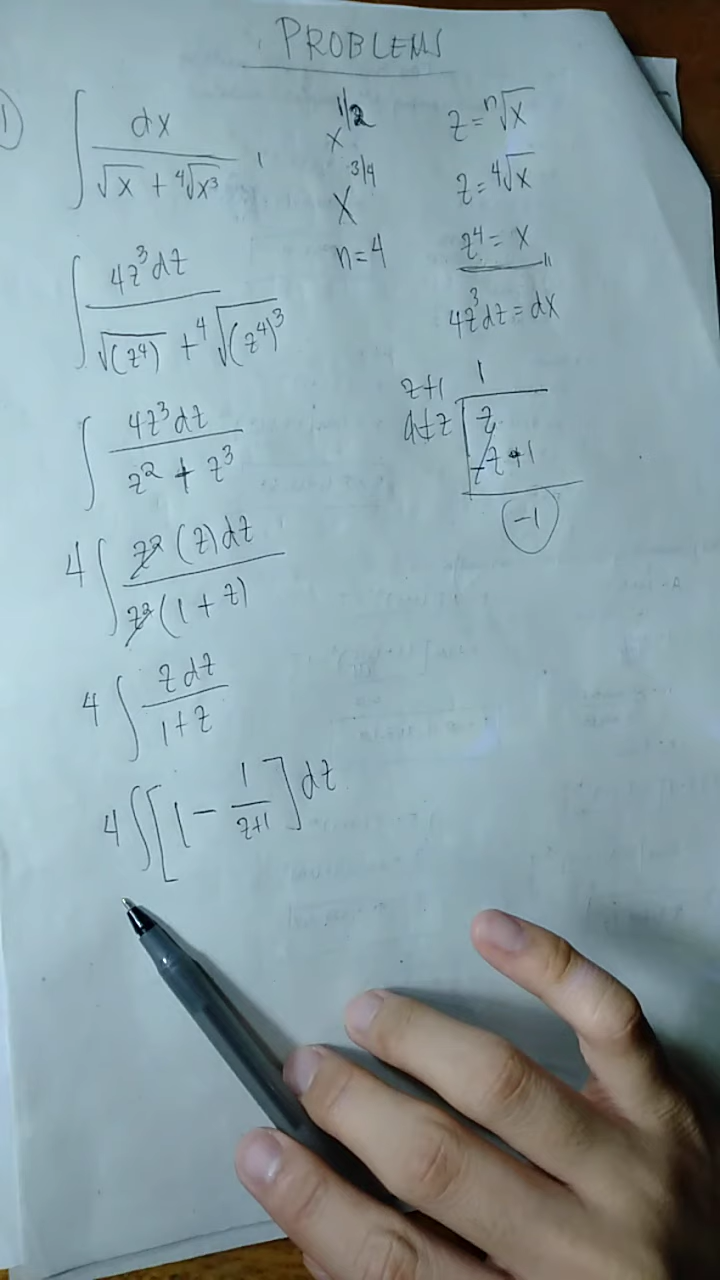 PROBLEMS
1)
∫ dx / (√x + ⁴√x³)
x^1/2
x^3/4
n=4
z = ⁿ√x
z = ⁴√x
z⁴ = x
4z³dz = dx
∫ 4z³dz / (√(z⁴) + ⁴√(z⁴)³)
∫ 4z³dz / (z² + z³)
z+1
1
z
-1
4 ∫ z²(z)dz / z²(1+z)
4 ∫ zdz / (1+z)
4 ∫ [1 - 1/(z+1)] dz